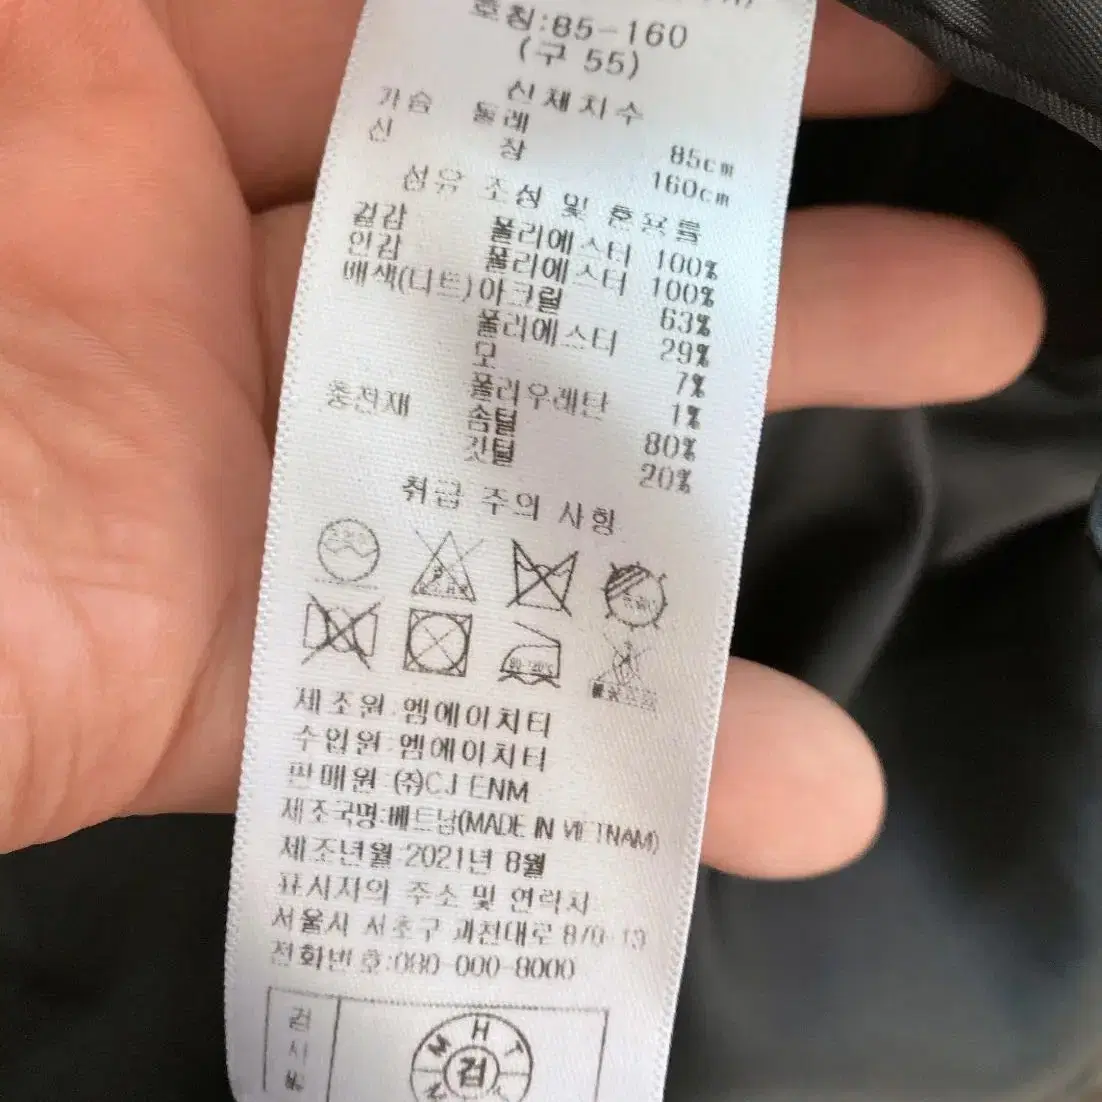 호칭:85-160
(구 55)
신체치수
가슴 둘레 85cm
신 장 160cm
섬유 조성 및 혼용률
겉감 폴리에스터 100%
안감 폴리에스터 100%
배색(니트) 아크릴 63%
폴리에스터 29%
모 7%
폴리우레탄 1%
충전재 솜털 80%
깃털 20%
취급 주의 사항
제조원:엠에이치티
수입원:엠에이치티
판매원 (주)CJ ENM
제조국명:베트남(MADE IN VIETNAM)
제조년월:2021년 8월
표시자의 주소 및 연락처
서울시 서초구 과천대로 870-13
전화번호:080-000-8000
검
M H T
검